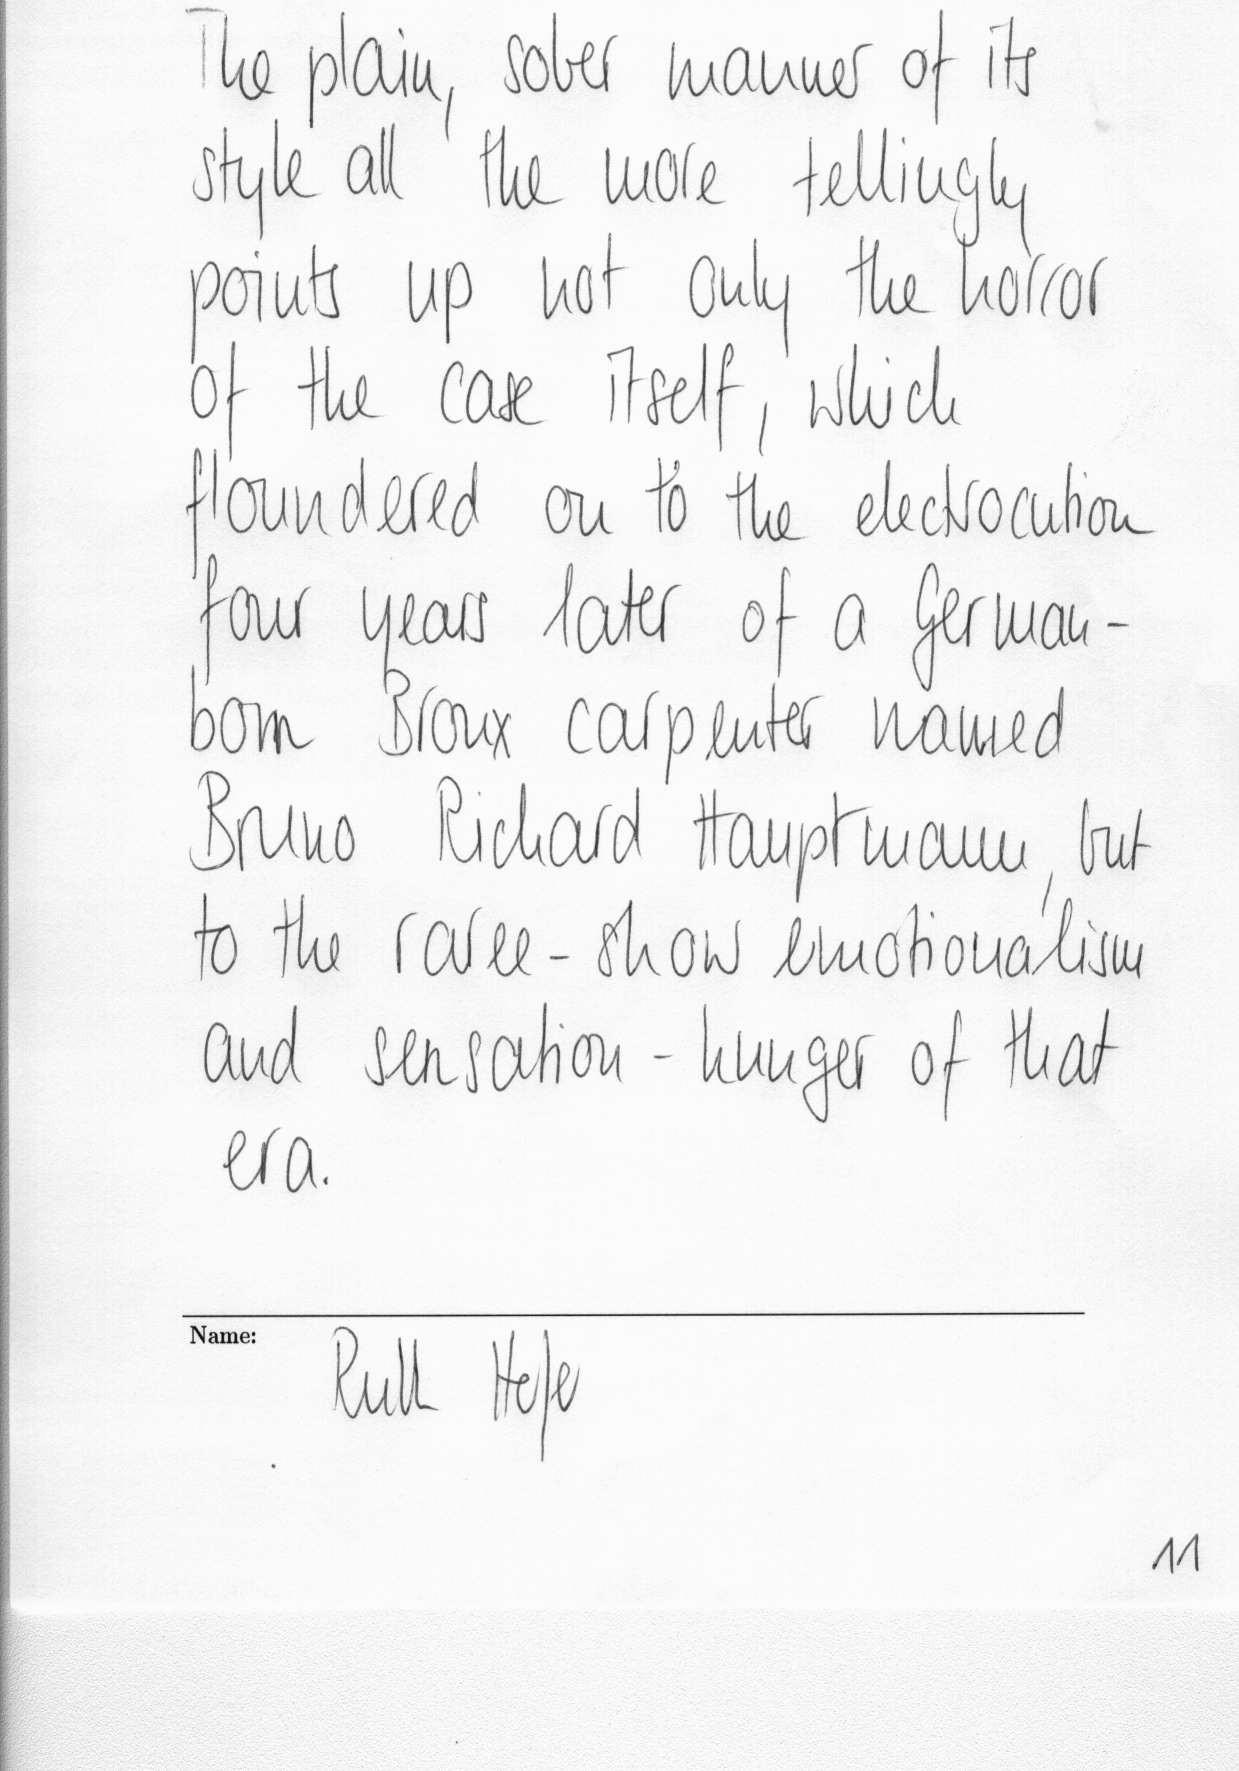 The plain, sober manner of its
style all the more tellingly
points up not only the horror
of the case itself, which
floundered on to the electrocution
four years later of a German-
born Bronx carpenter named
Bruno Richard Hauptmann, but
to the raree-show emotionalism
and sensation-hunger of that
era.
Name:
Ruth
11